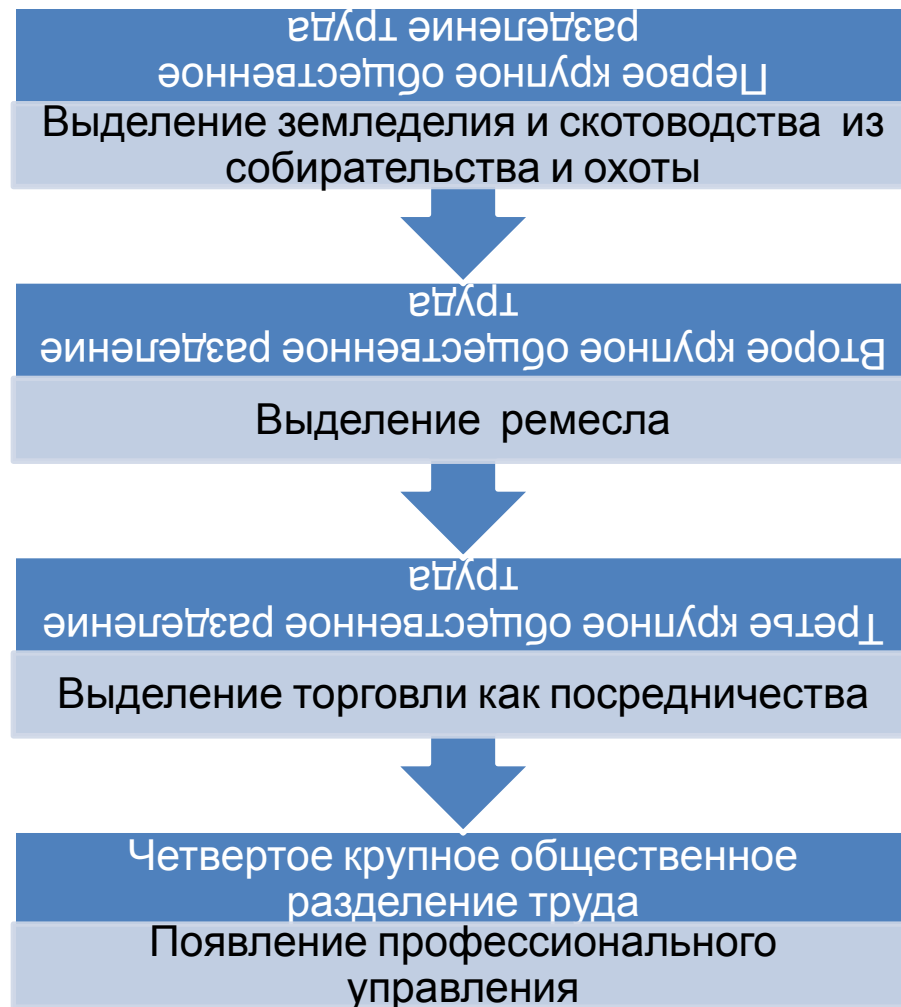 Первое крупное общественное
разделение труда
Выделение земледелия и скотоводства из
собирательства и охоты
Второе крупное общественное разделение
труда
Выделение ремесла
Третье крупное общественное разделение
труда
Выделение торговли как посредничества
Четвертое крупное общественное
разделение труда
Появление профессионального
управления